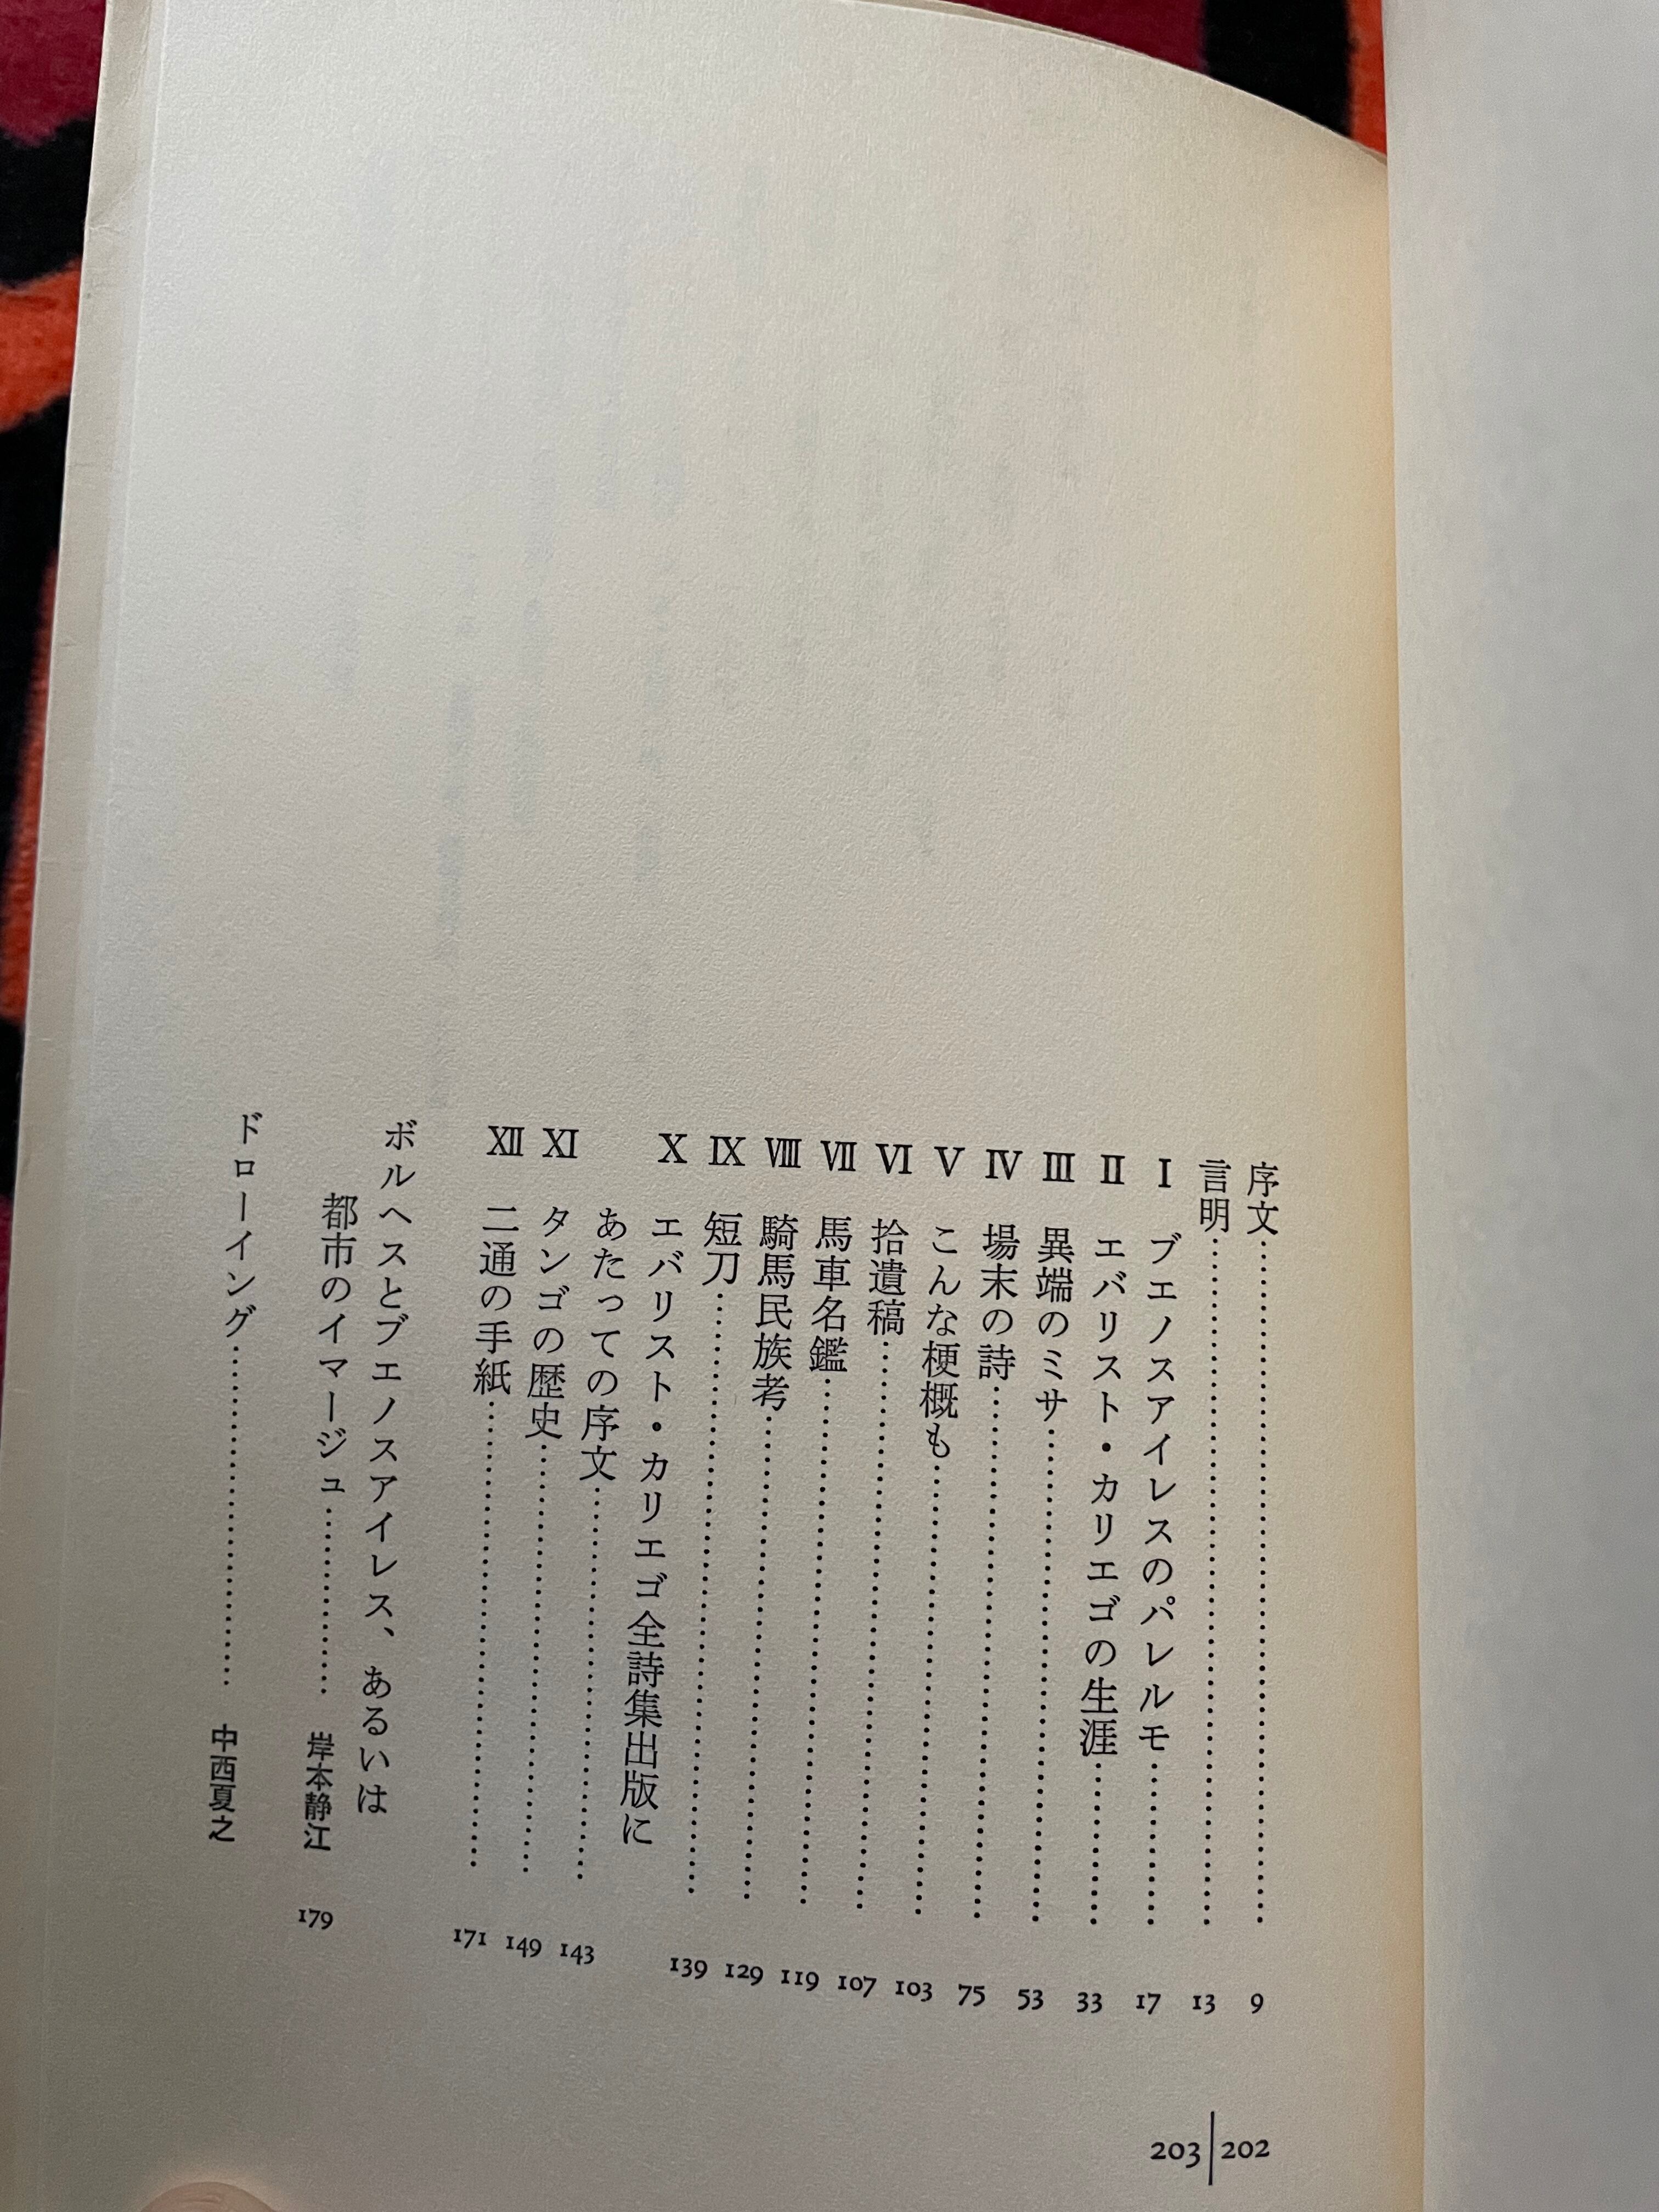 序文 9
言明 13
Ⅰ ブエノスアイレスのパレルモ 17
Ⅱ エバリスト・カリエゴの生涯 33
Ⅲ 異端のミサ 53
Ⅳ 場末の詩 75
Ⅴ こんな梗概も 103
Ⅵ 拾遺稿 107
Ⅶ 馬車名鑑 119
Ⅷ 騎馬民族考 129
Ⅸ 短刀 139
Ⅹ エバリスト・カリエゴ全詩集出版に
あたっての序文 143
Ⅺ タンゴの歴史 149
Ⅻ 二通の手紙 171
ボルヘスとブエノスアイレス、あるいは
都市のイマージュ 岸本静江 179
ドローイング 中西夏之
203|202